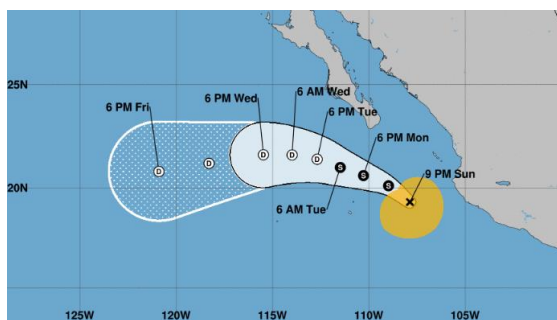 25N
6 PM Fri
6 PM Wed
6 AM Wed
6 PM Tue
6 PM Mon
D
D
D
D
D
S
S
S
20N
6 AM Tue
9 PM Sun
125W
120W
115W
110W
105W